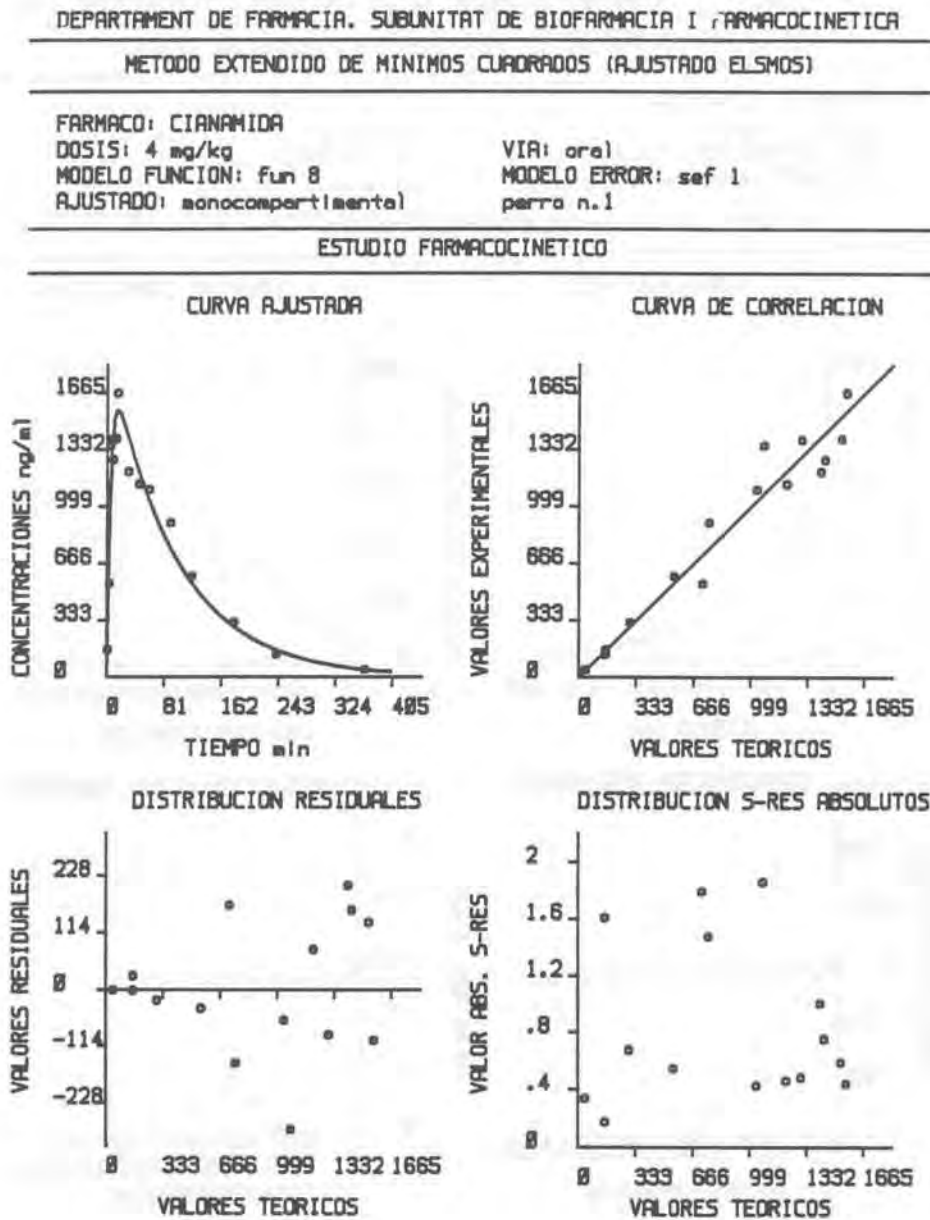 DEPARTAMENT DE FARMACIA. SUBUNITAT DE BIOFARMACIA I FARMACOCINETICA
METODO EXTENDIDO DE MINIMOS CUADRADOS (AJUSTADO ELSMOS)
FARMACO: CIANAMIDA
DOSIS: 4 mg/kg VIA: oral
MODELO FUNCION: fun 8 MODELO ERROR: sef 1
AJUSTADO: monocompartimental perro n.1
ESTUDIO FARMACOCINETICO
CURVA AJUSTADA
CONCENTRACIONES ng/ml
1665
1332
999
666
333
0
0 81 162 243 324 405
TIEMPO min
CURVA DE CORRELACION
VALORES EXPERIMENTALES
1665
1332
999
666
333
0
0 333 666 999 1332 1665
VALORES TEORICOS
DISTRIBUCION RESIDUALES
VALORES RESIDUALES
228
114
0
-114
-228
0 333 666 999 1332 1665
VALORES TEORICOS
DISTRIBUCION S-RES ABSOLUTOS
VALOR ABS. S-RES
2
1.6
1.2
.8
.4
0
0 333 666 999 1332 1665
VALORES TEORICOS